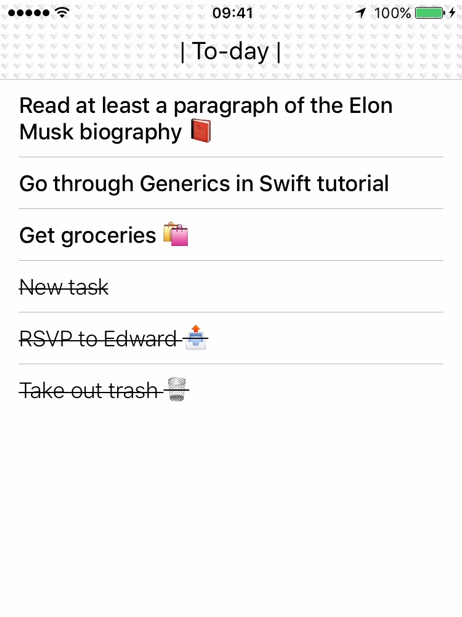 09:41 100%
| To-day |
Read at least a paragraph of the Elon
Musk biography 📕
Go through Generics in Swift tutorial
Get groceries 🛍
New task
RSVP to Edward 📤
Take out trash 🗑